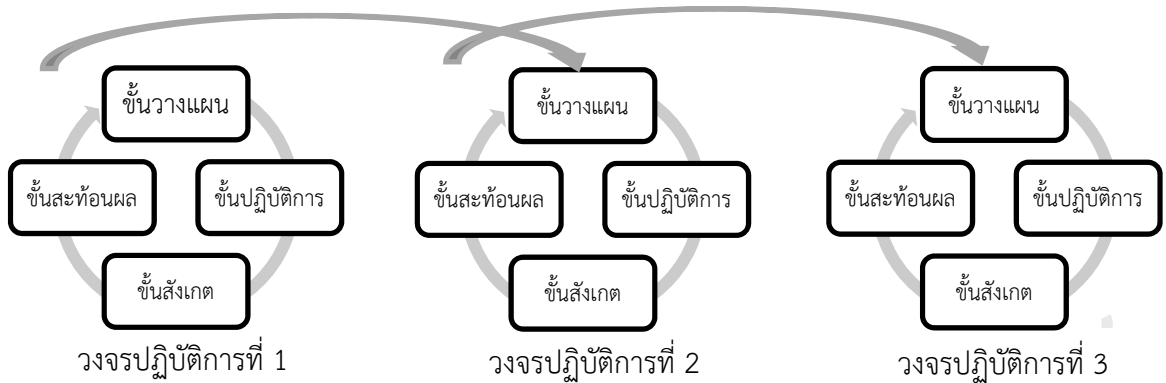 ขั้นวางแผน
ขั้นสะท้อนผล
ขั้นปฏิบัติการ
ขั้นสังเกต
วงจรปฏิบัติการที่ 1
ขั้นวางแผน
ขั้นสะท้อนผล
ขั้นปฏิบัติการ
ขั้นสังเกต
วงจรปฏิบัติการที่ 2
ขั้นวางแผน
ขั้นสะท้อนผล
ขั้นปฏิบัติการ
ขั้นสังเกต
วงจรปฏิบัติการที่ 3